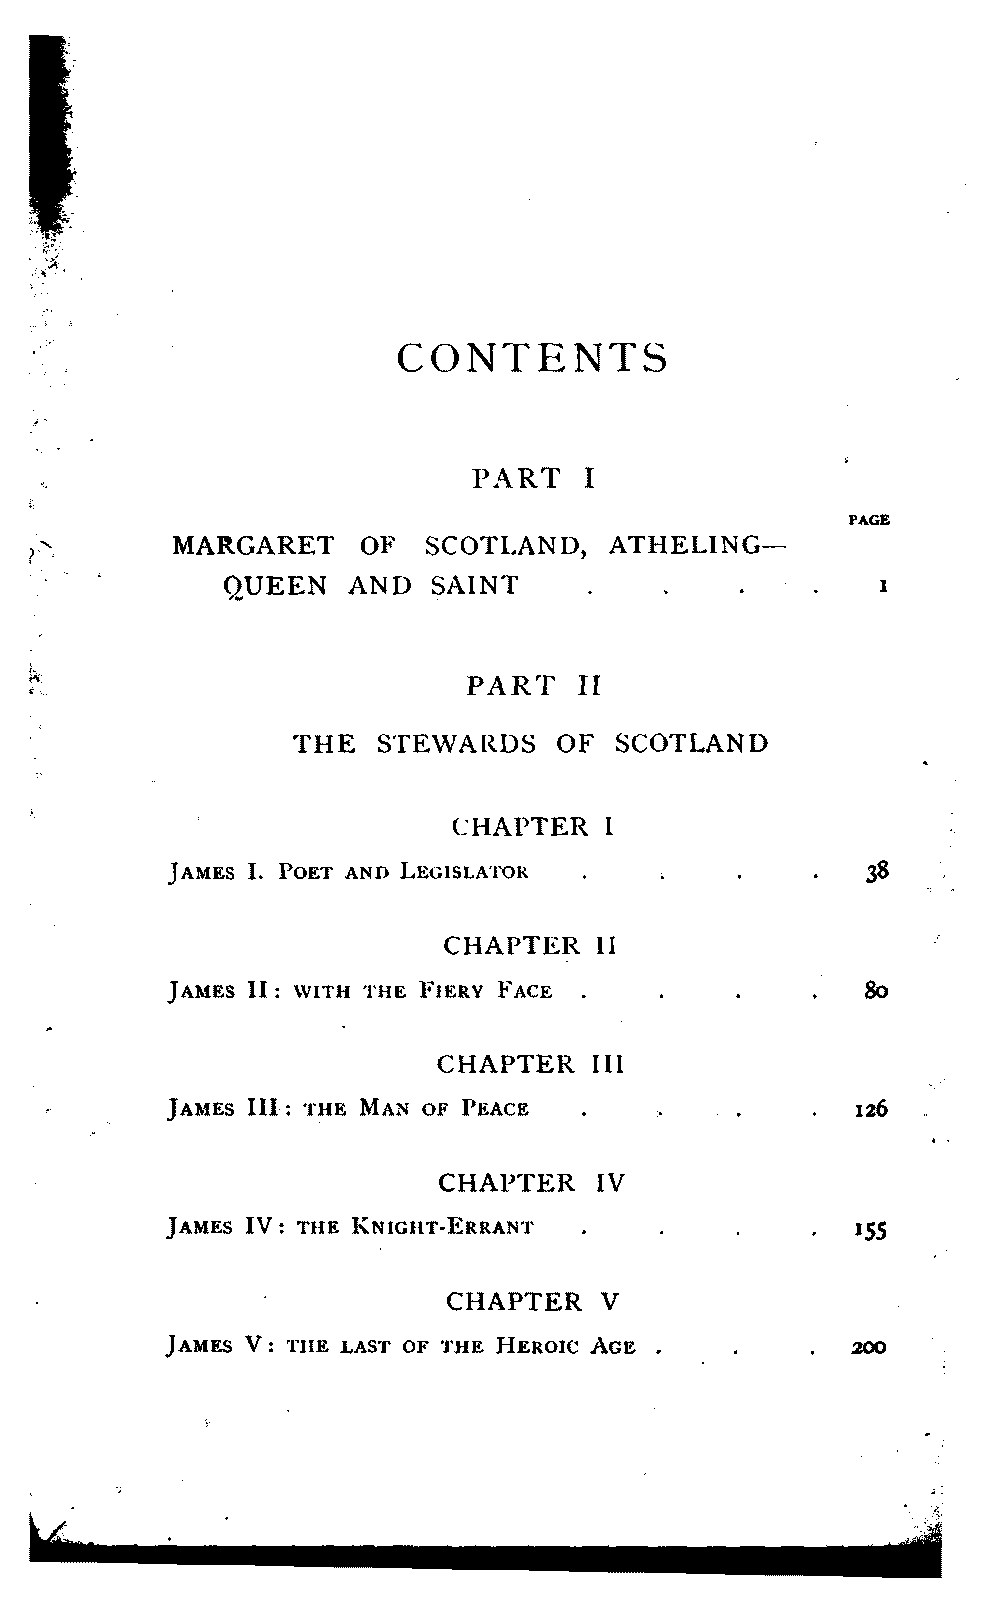 CONTENTS
PART I
PAGE
MARGARET OF SCOTLAND, ATHELING—
QUEEN AND SAINT . . . . 1
PART II
THE STEWARDS OF SCOTLAND
CHAPTER I
JAMES I. POET AND LEGISLATOR . . . . 38
CHAPTER II
JAMES II: WITH THE FIERY FACE . . . . 80
CHAPTER III
JAMES III: THE MAN OF PEACE . . . . 126
CHAPTER IV
JAMES IV: THE KNIGHT-ERRANT . . . . 155
CHAPTER V
JAMES V: THE LAST OF THE HEROIC AGE . . . 200